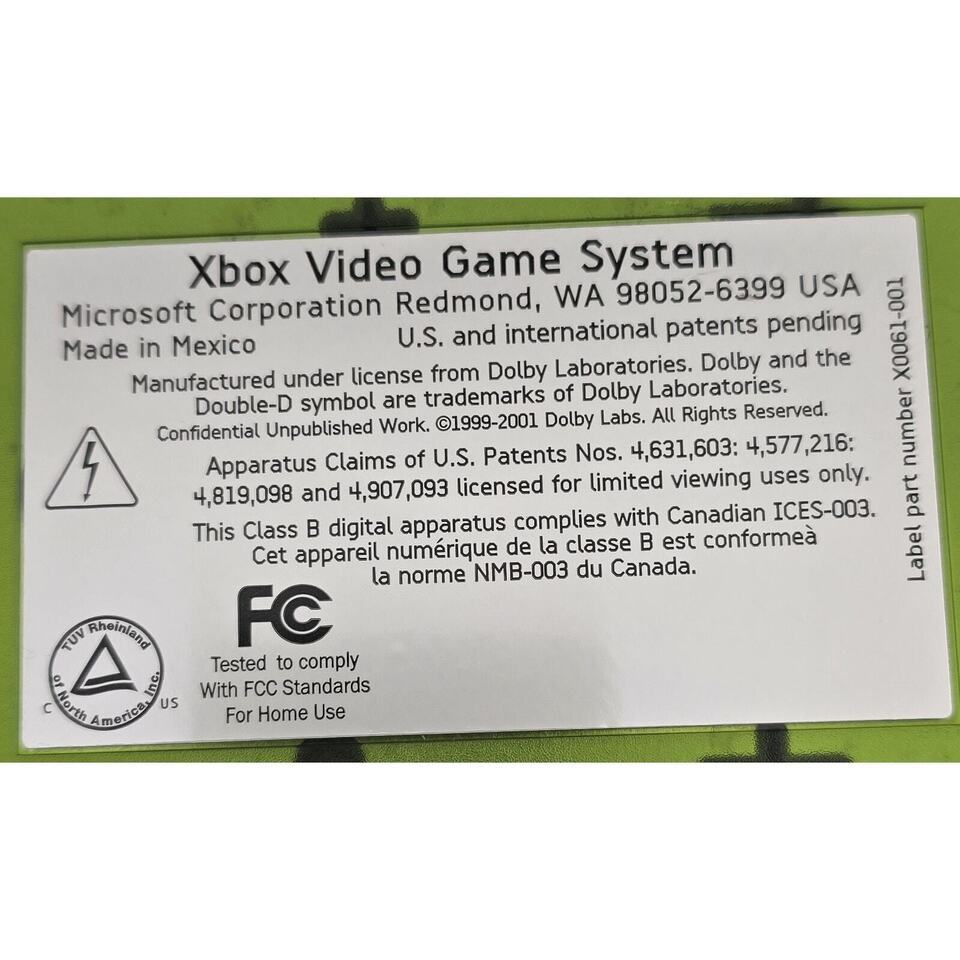 Xbox Video Game System
Microsoft Corporation Redmond, WA 98052-6399 USA
Made in Mexico
U.S. and international patents pending
Manufactured under license from Dolby Laboratories. Dolby and the
Double-D symbol are trademarks of Dolby Laboratories.
Confidential Unpublished Work. ©1999-2001 Dolby Labs. All Rights Reserved.
Apparatus Claims of U.S. Patents Nos. 4,631,603: 4,577,216:
4,819,098 and 4,907,093 licensed for limited viewing uses only.
This Class B digital apparatus complies with Canadian ICES-003.
Cet appareil numérique de la classe B est conformeà
la norme NMB-003 du Canada.
FC
Tested to comply
With FCC Standards
For Home Use
TUV Rheinland
of North America, Inc.
C
US
Label part number X0061-001